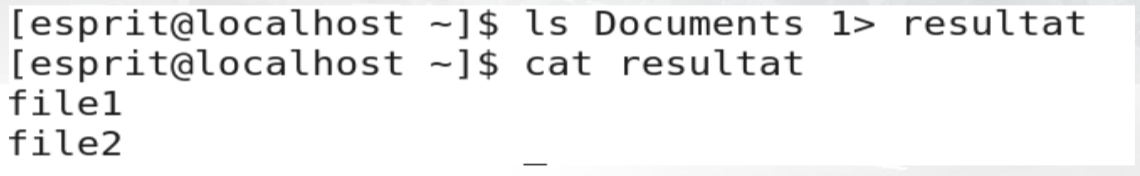 [esprit@localhost ~]$ ls Documents 1> resultat
[esprit@localhost ~]$ cat resultat
file1
file2